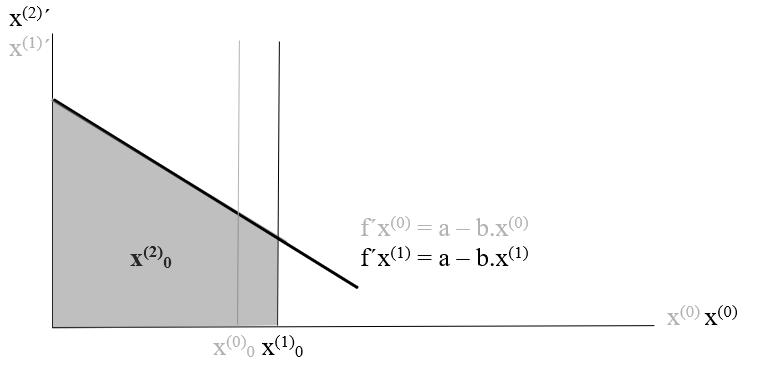 x⁽²⁾´
x⁽¹⁾´
f´x⁽⁰⁾ = a – b.x⁽⁰⁾
f´x⁽¹⁾ = a – b.x⁽¹⁾
x⁽²⁾₀
x⁽⁰⁾ x⁽⁰⁾
x⁽⁰⁾₀ x⁽¹⁾₀